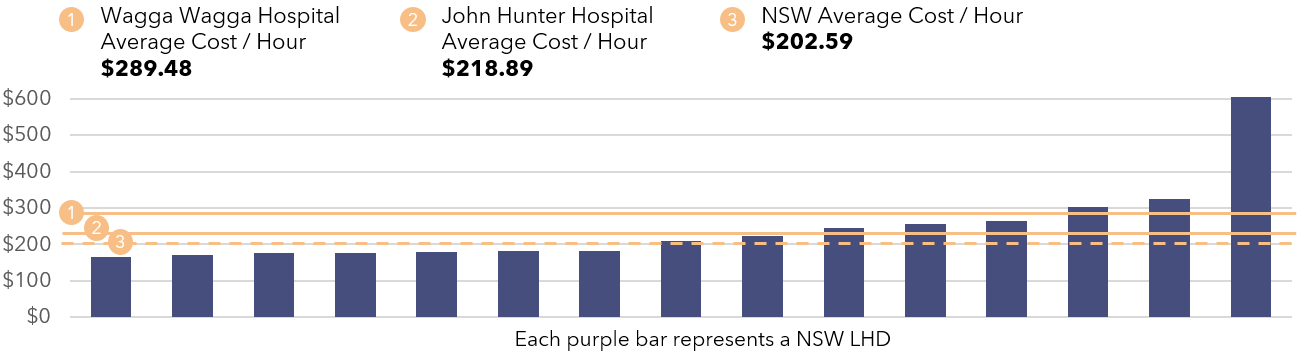 1 Wagga Wagga Hospital
Average Cost / Hour
$289.48
2 John Hunter Hospital
Average Cost / Hour
$218.89
3 NSW Average Cost / Hour
$202.59
$600
$500
$400
$300
$200
$100
$0
1
2
3
Each purple bar represents a NSW LHD